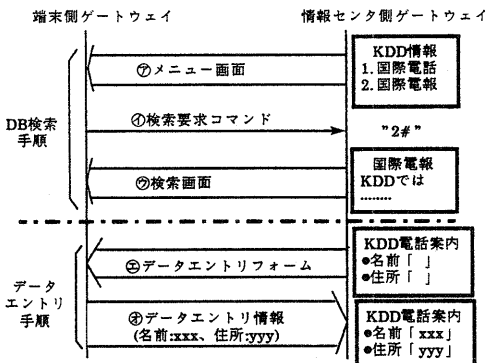 端末側ゲートウェイ
情報センタ側ゲートウェイ
KDD情報
1.国際電話
2.国際電報
㋐メニュー画面
DB検索
手順
㋑検索要求コマンド
"2#"
㋒検索画面
国際電報
KDDでは
………
KDD電話案内
●名前「 」
●住所「 」
㋓データエントリフォーム
データ
エントリ
手順
㋔データエントリ情報
(名前:xxx、住所:yyy)
KDD電話案内
●名前「xxx」
●住所「yyy」